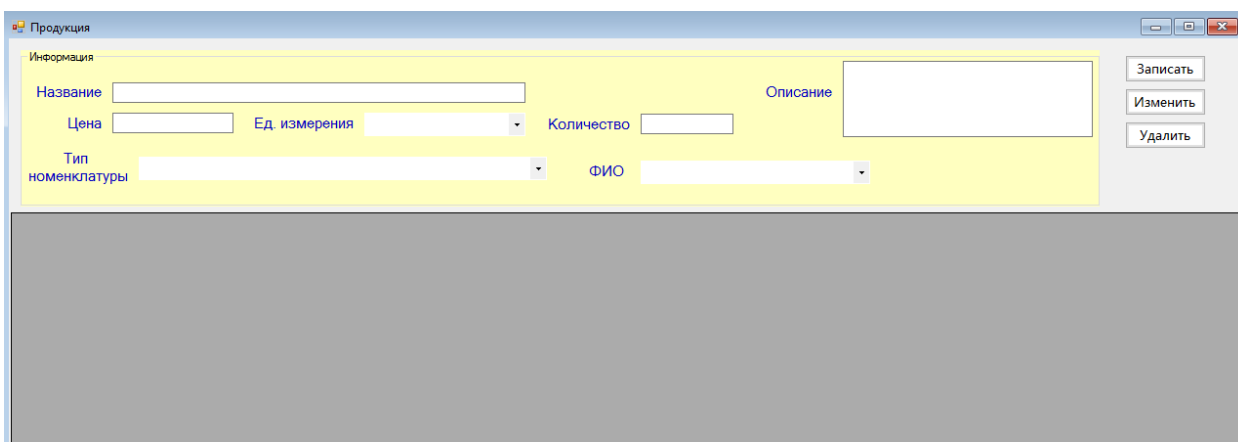 Продукция
Информация
Название
Описание
Записать
Цена
Ед. измерения
Количество
Изменить
Удалить
Тип
номенклатуры
ФИО